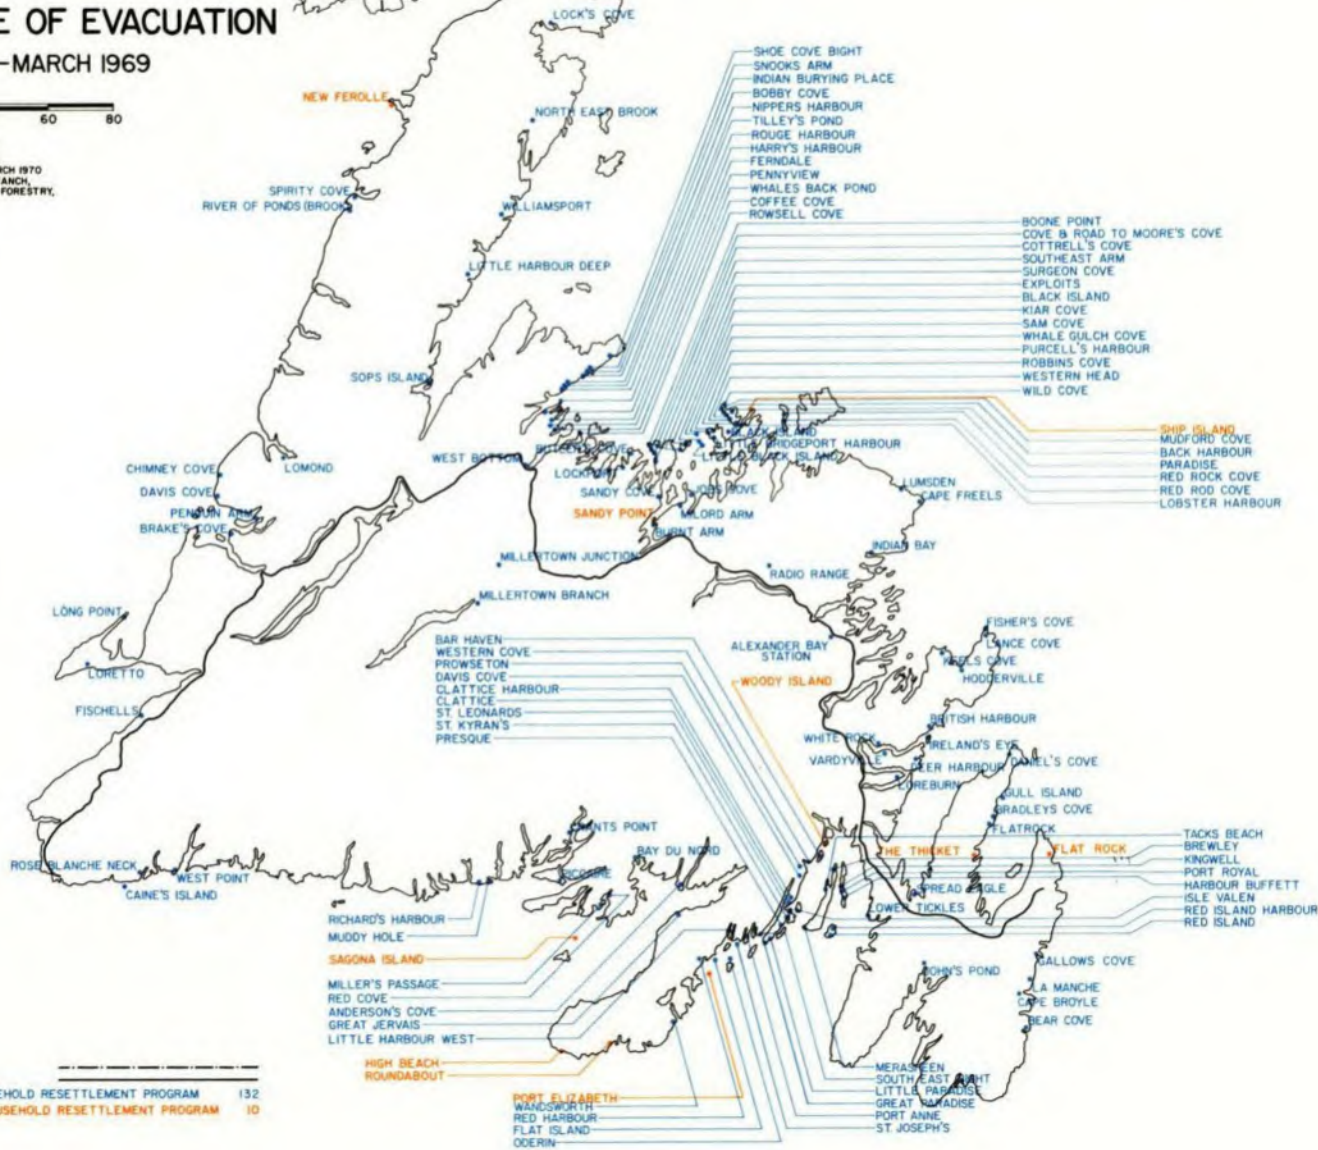 E OF EVACUATION
-MARCH 1969
60 80
RCH 1970
ANCH,
FORESTRY,
LOCK'S COVE
NEW FEROLLE
NORTH EAST BROOK
SPIRITY COVE
RIVER OF PONDS (BROOK)
WILLIAMSPORT
LITTLE HARBOUR DEEP
SOPS ISLAND
SHOE COVE BIGHT
SNOOKS ARM
INDIAN BURYING PLACE
BOBBY COVE
NIPPERS HARBOUR
TILLEY'S POND
ROUGE HARBOUR
HARRY'S HARBOUR
FERNDALE
PENNYVIEW
WHALES BACK POND
COFFEE COVE
ROWSELL COVE
BOONE POINT
COVE & ROAD TO MOORE'S COVE
COTTRELL'S COVE
SOUTHEAST ARM
SURGEON COVE
EXPLOITS
BLACK ISLAND
KIAR COVE
SAM COVE
WHALE GULCH COVE
PURCELL'S HARBOUR
ROBBINS COVE
WESTERN HEAD
WILD COVE
SHIP ISLAND
MUDFORD COVE
BACK HARBOUR
PARADISE
RED ROCK COVE
RED ROD COVE
LOBSTER HARBOUR
BLACK ISLAND
BRIDGEPORT HARBOUR
LITTLE BLACK ISLAND
WEST BOTTOM
LOCKPORT
SANDY COVE
SANDY POINT
MILORD ARM
BURNT ARM
CHIMNEY COVE
LOMOND
DAVIS COVE
PENGUIN ARM
BRAKE'S COVE
LUMSDEN
CAPE FREELS
INDIAN BAY
MILLERTOWN JUNCTION
RADIO RANGE
MILLERTOWN BRANCH
LONG POINT
LORETTO
FISCHELLS
ALEXANDER BAY
STATION
FISHER'S COVE
LANCE COVE
KEELS COVE
HODDERVILLE
BAR HAVEN
WESTERN COVE
PROWSETON
DAVIS COVE
CLATTICE HARBOUR
CLATTICE
ST. LEONARDS
ST. KYRAN'S
PRESQUE
WOODY ISLAND
BRITISH HARBOUR
WHITE ROCK
IRELAND'S EYE
VARDYVILLE
DEER HARBOUR
DANIEL'S COVE
LOREBURN
GULL ISLAND
BRADLEYS COVE
FLATROCK
THE THICKET
FLAT ROCK
TACKS BEACH
BREWLEY
KINGWELL
PORT ROYAL
HARBOUR BUFFETT
ISLE VALEN
RED ISLAND HARBOUR
RED ISLAND
SPREAD EAGLE
LOWER TICKLES
GRANTS POINT
BAY DU NORD
ROSE BLANCHE NECK
WEST POINT
CAINE'S ISLAND
RICHARD'S HARBOUR
MUDDY HOLE
SAGONA ISLAND
MILLER'S PASSAGE
RED COVE
ANDERSON'S COVE
GREAT JERVAIS
LITTLE HARBOUR WEST
HIGH BEACH
ROUNDABOUT
JOHN'S POND
GALLOWS COVE
LA MANCHE
CAPE BROYLE
BEAR COVE
MERASHEEN
SOUTH EAST BIGHT
LITTLE PARADISE
GREAT PARADISE
PORT ANNE
ST. JOSEPH'S
PORT ELIZABETH
WANDSWORTH
RED HARBOUR
FLAT ISLAND
ODERIN
EHOLD RESETTLEMENT PROGRAM 132
USEHOLD RESETTLEMENT PROGRAM 10